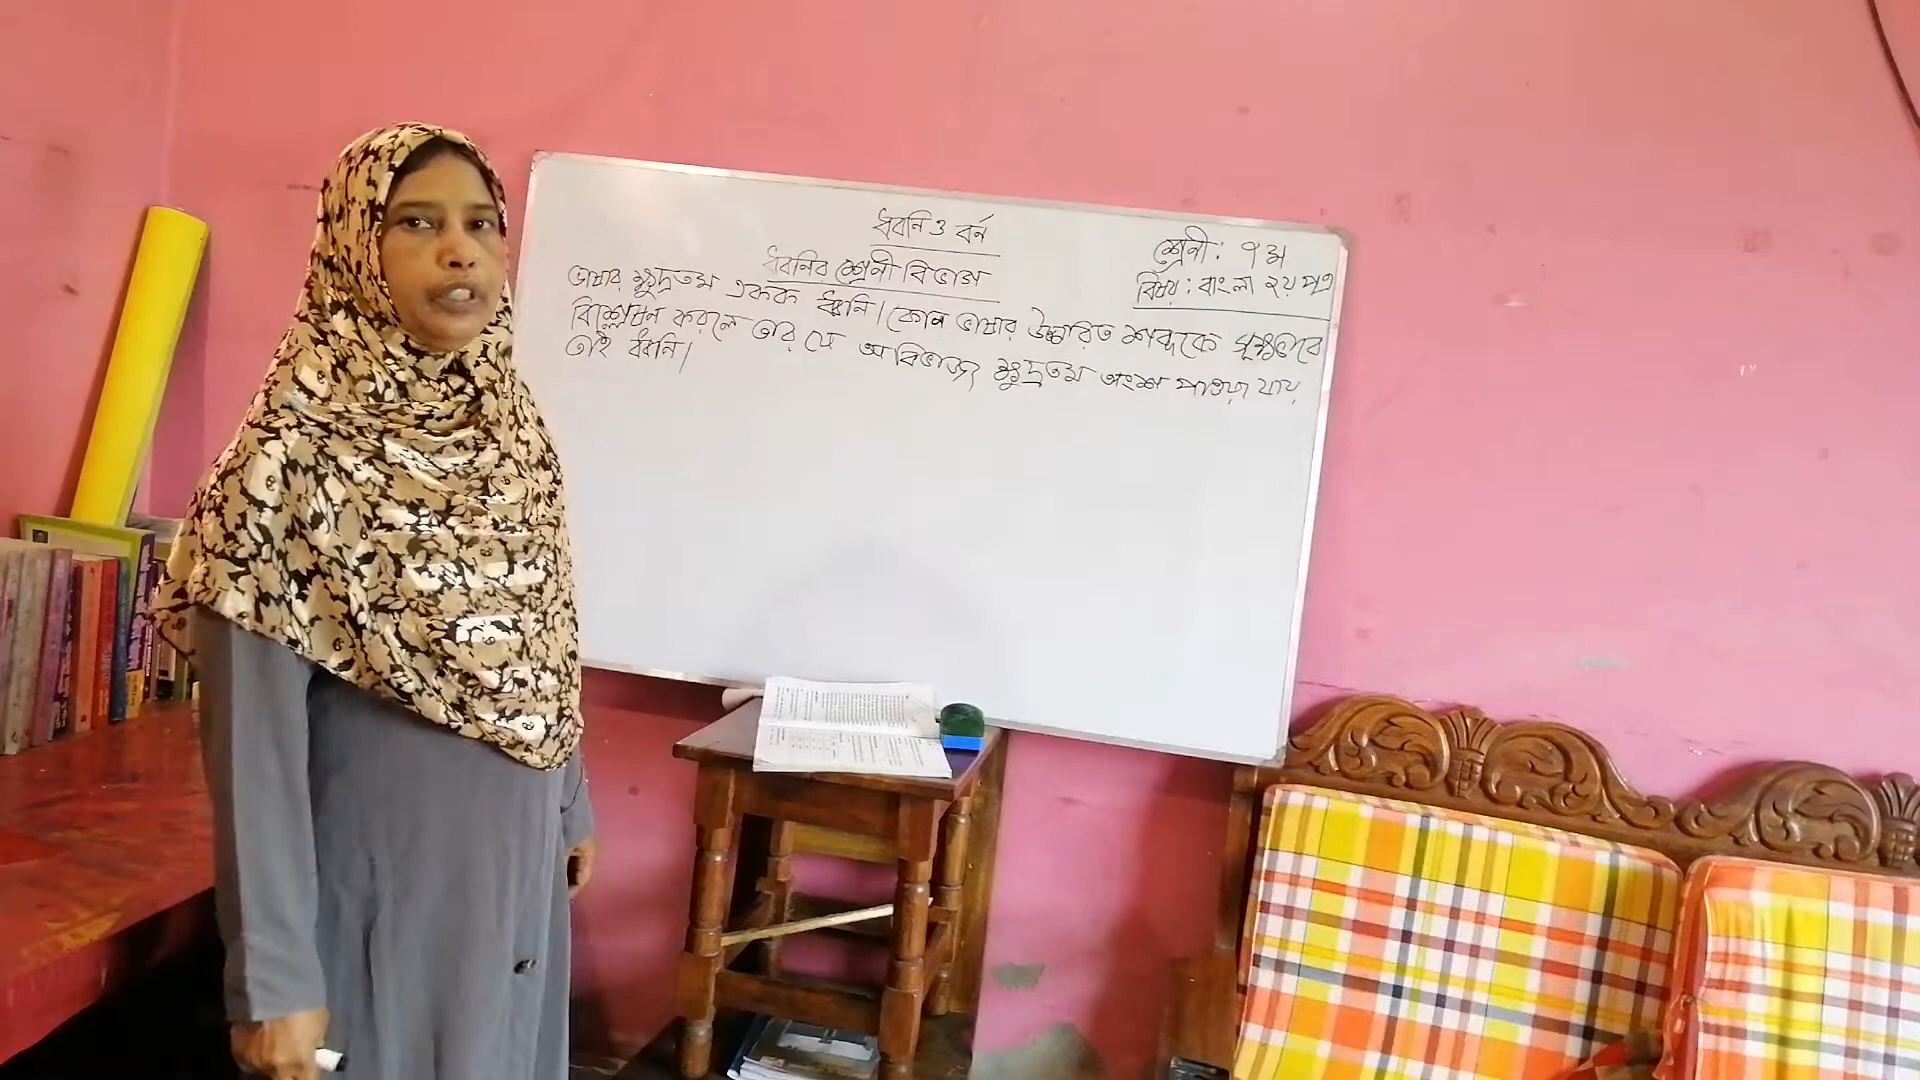 ধ্বনি ও বর্ন
শ্রেনী: ৭ম
ধ্বনির শ্রেনী বিভাগ
বিষয়: বাংলা ২য় পত্র
ভাষার ক্ষুদ্রতম একক ধ্বনি। কোন ভাষার উচ্চারিত শব্দকে সূক্ষ্মভাবে
বিশ্লেষন করলে তার যে অবিভাজ্য ক্ষুদ্রতম অংশ পাওয়া যায়
তাই ধ্বনি।